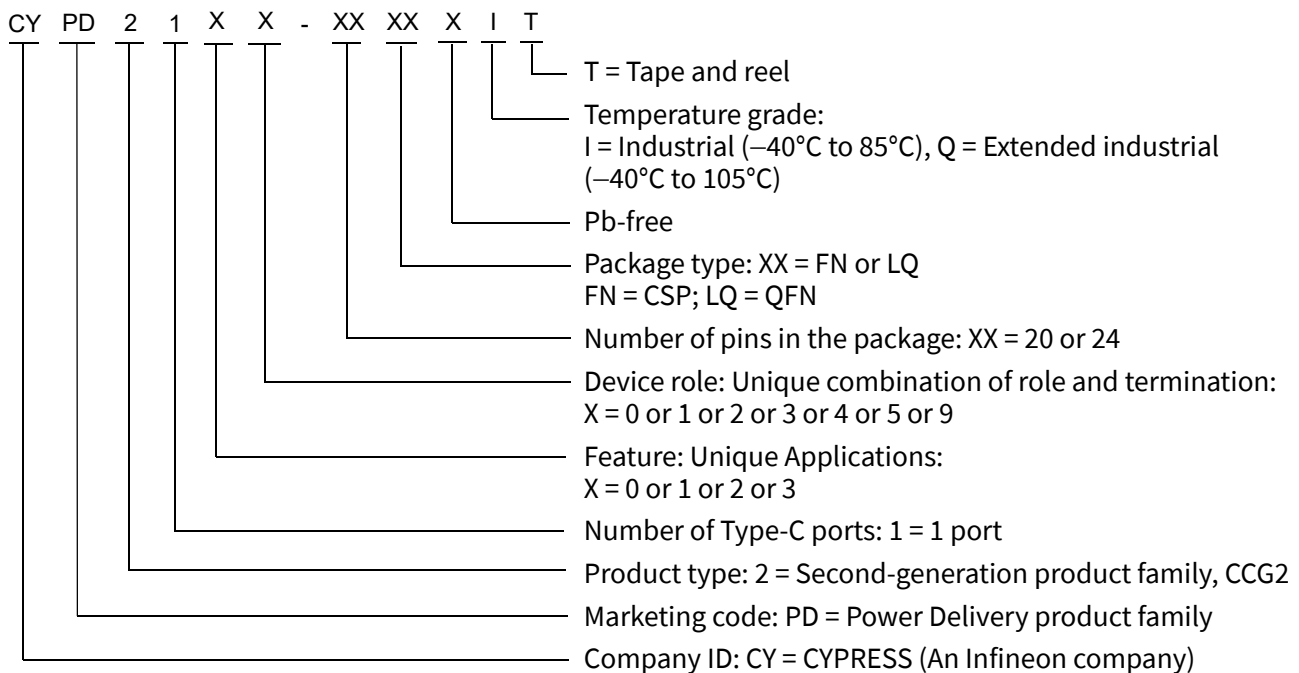 CY PD 2 1 X X - XX XX X I T
T = Tape and reel
Temperature grade:
I = Industrial (–40°C to 85°C), Q = Extended industrial
(–40°C to 105°C)
Pb-free
Package type: XX = FN or LQ
FN = CSP; LQ = QFN
Number of pins in the package: XX = 20 or 24
Device role: Unique combination of role and termination:
X = 0 or 1 or 2 or 3 or 4 or 5 or 9
Feature: Unique Applications:
X = 0 or 1 or 2 or 3
Number of Type-C ports: 1 = 1 port
Product type: 2 = Second-generation product family, CCG2
Marketing code: PD = Power Delivery product family
Company ID: CY = CYPRESS (An Infineon company)